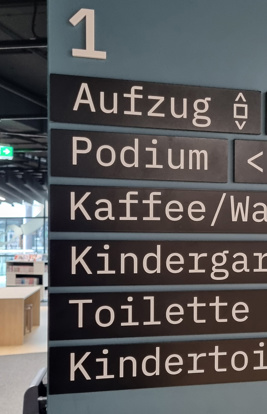 1
Aufzug
Podium <
Kaffee/Wa
Kindergar
Toilette
Kindertoi